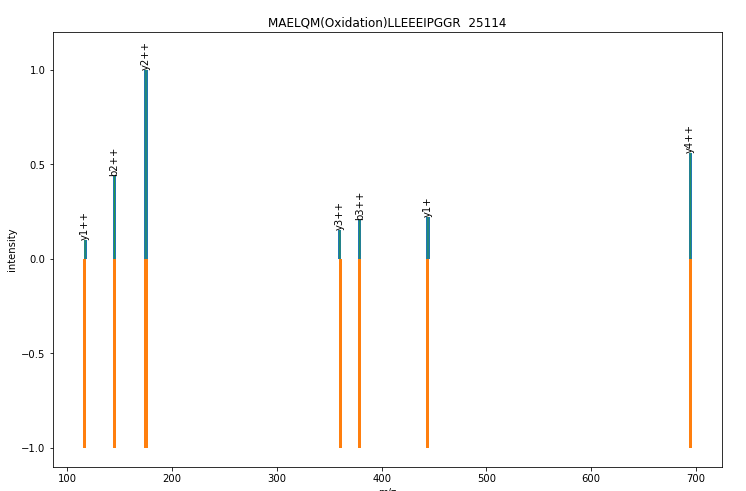 MAELQM(Oxidation)LLEEEIPGGR 25114
y2++
y4++
b2++
b3++
y1+
y3++
y1++
1.0
0.5
0.0
−0.5
−1.0
intensity
100 200 300 400 500 600 700
m/z